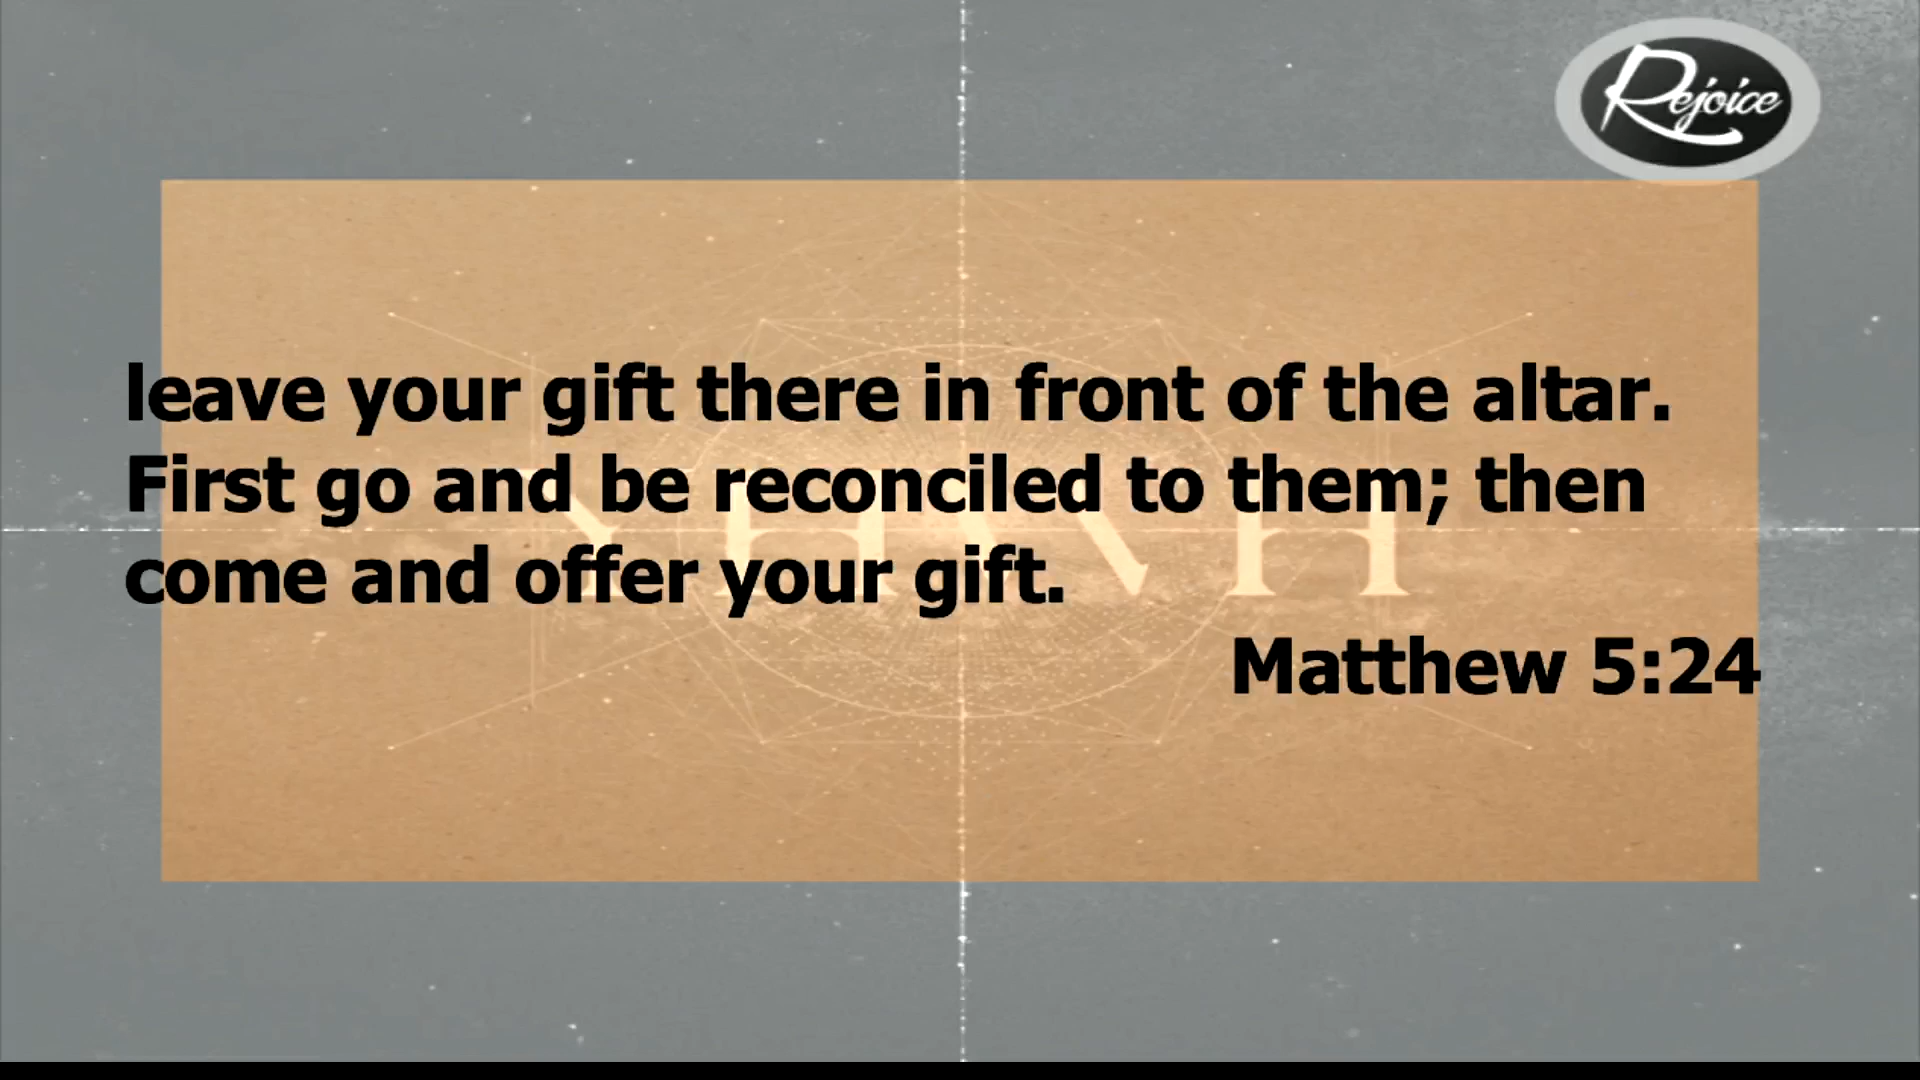 Rejoice
leave your gift there in front of the altar.
First go and be reconciled to them; then
come and offer your gift.
Matthew 5:24
YHWH